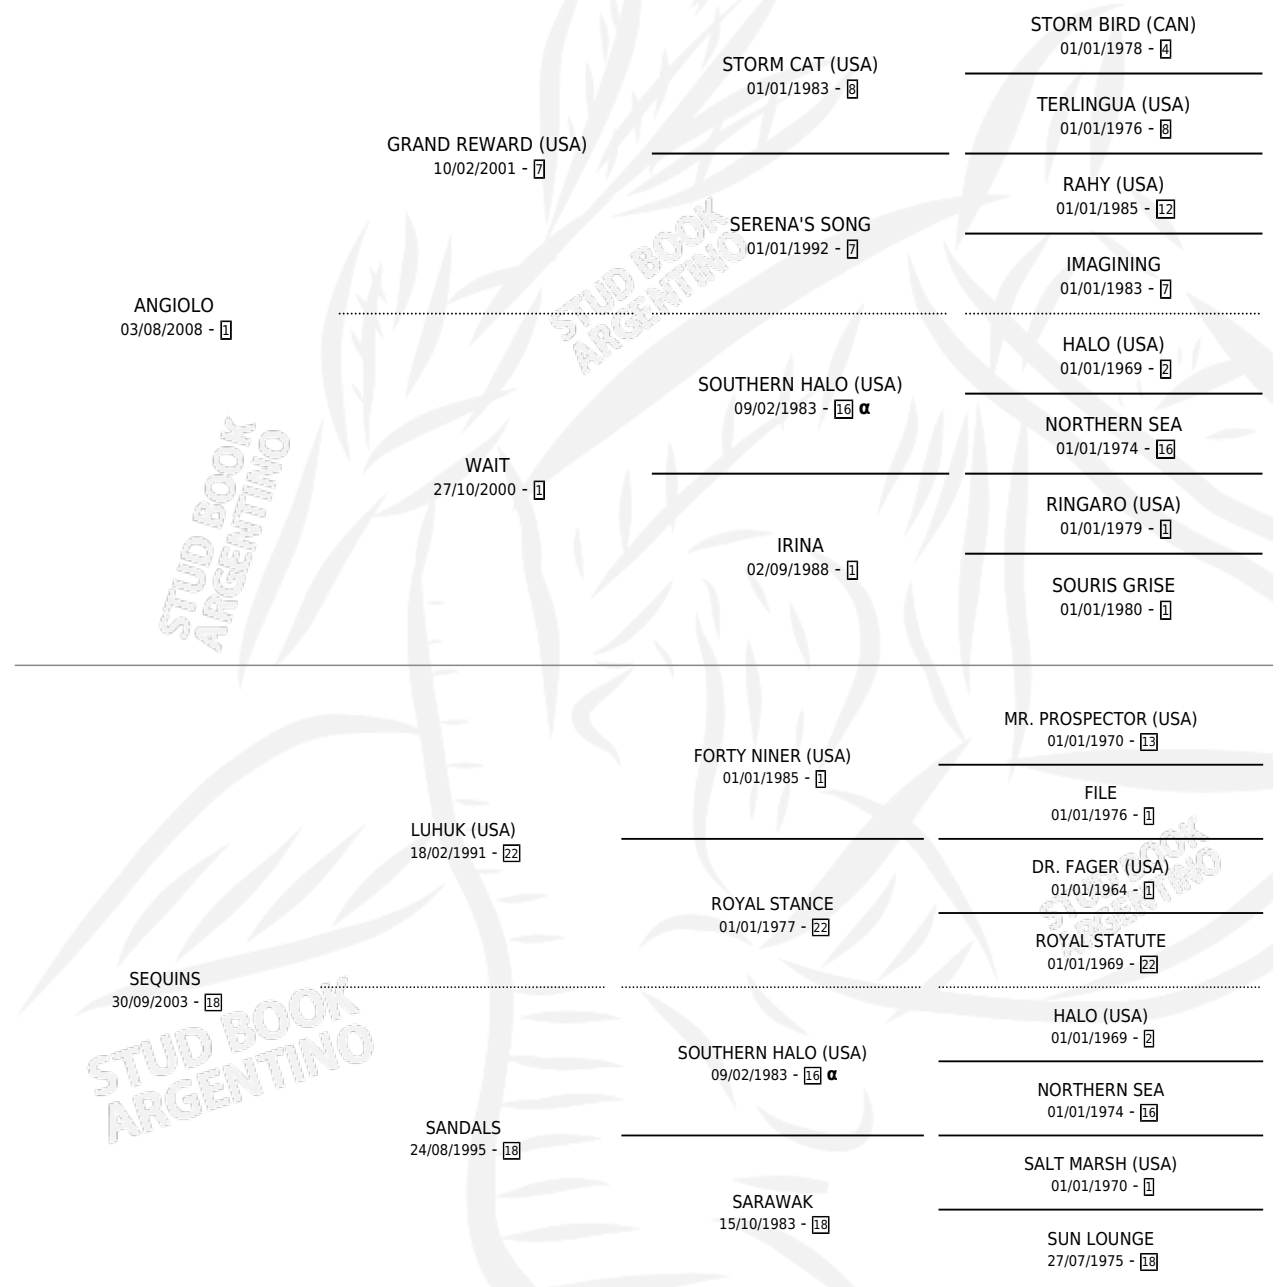 STORM BIRD (CAN)
01/01/1978 - 4
STORM CAT (USA)
01/01/1983 - 8
TERLINGUA (USA)
01/01/1976 - 8
GRAND REWARD (USA)
10/02/2001 - 7
RAHY (USA)
01/01/1985 - 12
SERENA'S SONG
01/01/1992 - 7
IMAGINING
01/01/1983 - 7
ANGIOLO
03/08/2008 - 1
HALO (USA)
01/01/1969 - 2
SOUTHERN HALO (USA)
09/02/1983 - 16 α
NORTHERN SEA
01/01/1974 - 16
WAIT
27/10/2000 - 1
RINGARO (USA)
01/01/1979 - 1
IRINA
02/09/1988 - 1
SOURIS GRISE
01/01/1980 - 1
STUD BOOK
ARGENTINO
STUD BOOK
ARGENTINO
MR. PROSPECTOR (USA)
01/01/1970 - 13
FORTY NINER (USA)
01/01/1985 - 1
FILE
01/01/1976 - 1
LUHUK (USA)
18/02/1991 - 22
DR. FAGER (USA)
01/01/1964 - 1
ROYAL STANCE
01/01/1977 - 22
ROYAL STATUTE
01/01/1969 - 22
SEQUINS
30/09/2003 - 18
HALO (USA)
01/01/1969 - 2
SOUTHERN HALO (USA)
09/02/1983 - 16 α
NORTHERN SEA
01/01/1974 - 16
SANDALS
24/08/1995 - 18
SALT MARSH (USA)
01/01/1970 - 1
SARAWAK
15/10/1983 - 18
SUN LOUNGE
27/07/1975 - 18
STUD BOOK
ARGENTINO
STUD BOOK
ARGENTINO